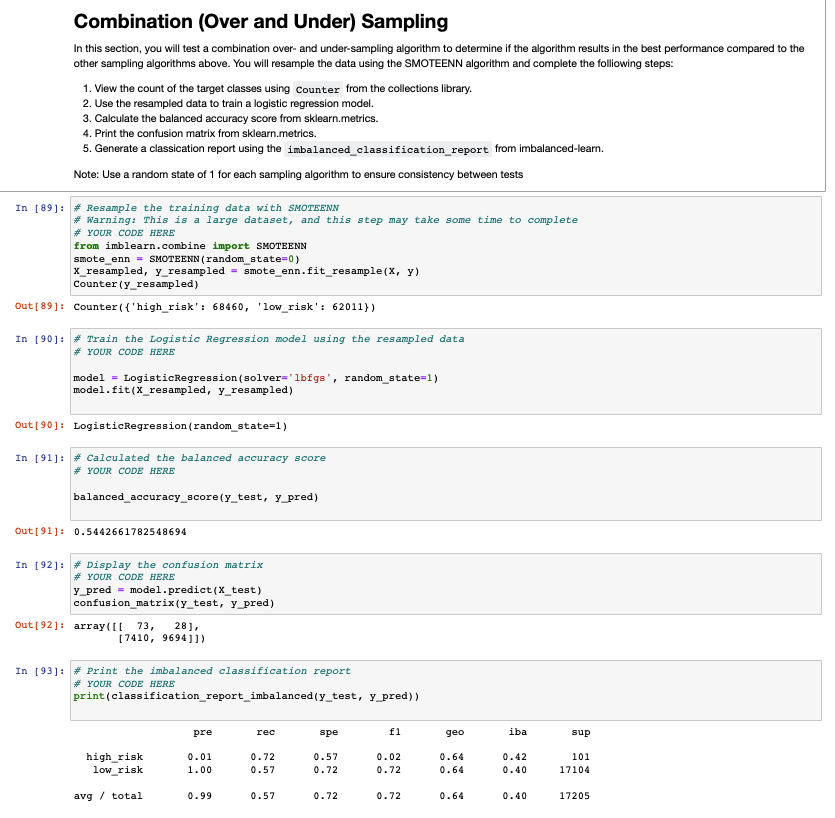 Combination (Over and Under) Sampling
In this section, you will test a combination over- and under-sampling algorithm to determine if the algorithm results in the best performance compared to the
other sampling algorithms above. You will resample the data using the SMOTEENN algorithm and complete the following steps:
1. View the count of the target classes using Counter from the collections library.
2. Use the resampled data to train a logistic regression model.
3. Calculate the balanced accuracy score from sklearn.metrics.
4. Print the confusion matrix from sklearn.metrics.
5. Generate a classication report using the imbalanced_classification_report from imbalanced-learn.
Note: Use a random state of 1 for each sampling algorithm to ensure consistency between tests
In [89]: # Resample the training data with SMOTEENN
# Warning: This is a large dataset, and this step may take some time to complete
# YOUR CODE HERE
from imblearn.combine import SMOTEENN
smote_enn = SMOTEENN(random_state=0)
X_resampled, y_resampled = smote_enn.fit_resample(X, y)
Counter(y_resampled)
Out[89]: Counter({'high_risk': 68460, 'low_risk': 62011})
In [90]: # Train the Logistic Regression model using the resampled data
# YOUR CODE HERE
model = LogisticRegression(solver='lbfgs', random_state=1)
model.fit(X_resampled, y_resampled)
Out[90]: LogisticRegression(random_state=1)
In [91]: # Calculated the balanced accuracy score
# YOUR CODE HERE
balanced_accuracy_score(y_test, y_pred)
Out[91]: 0.5442661782548694
In [92]: # Display the confusion matrix
# YOUR CODE HERE
y_pred = model.predict(X_test)
confusion_matrix(y_test, y_pred)
Out[92]: array([[  73,   28],
[7410, 9694]])
In [93]: # Print the imbalanced classification report
# YOUR CODE HERE
print(classification_report_imbalanced(y_test, y_pred))
pre rec spe f1 geo iba sup
high_risk 0.01 0.72 0.57 0.02 0.64 0.42 101
low_risk 1.00 0.57 0.72 0.72 0.64 0.40 17104
avg / total 0.99 0.57 0.72 0.72 0.64 0.40 17205